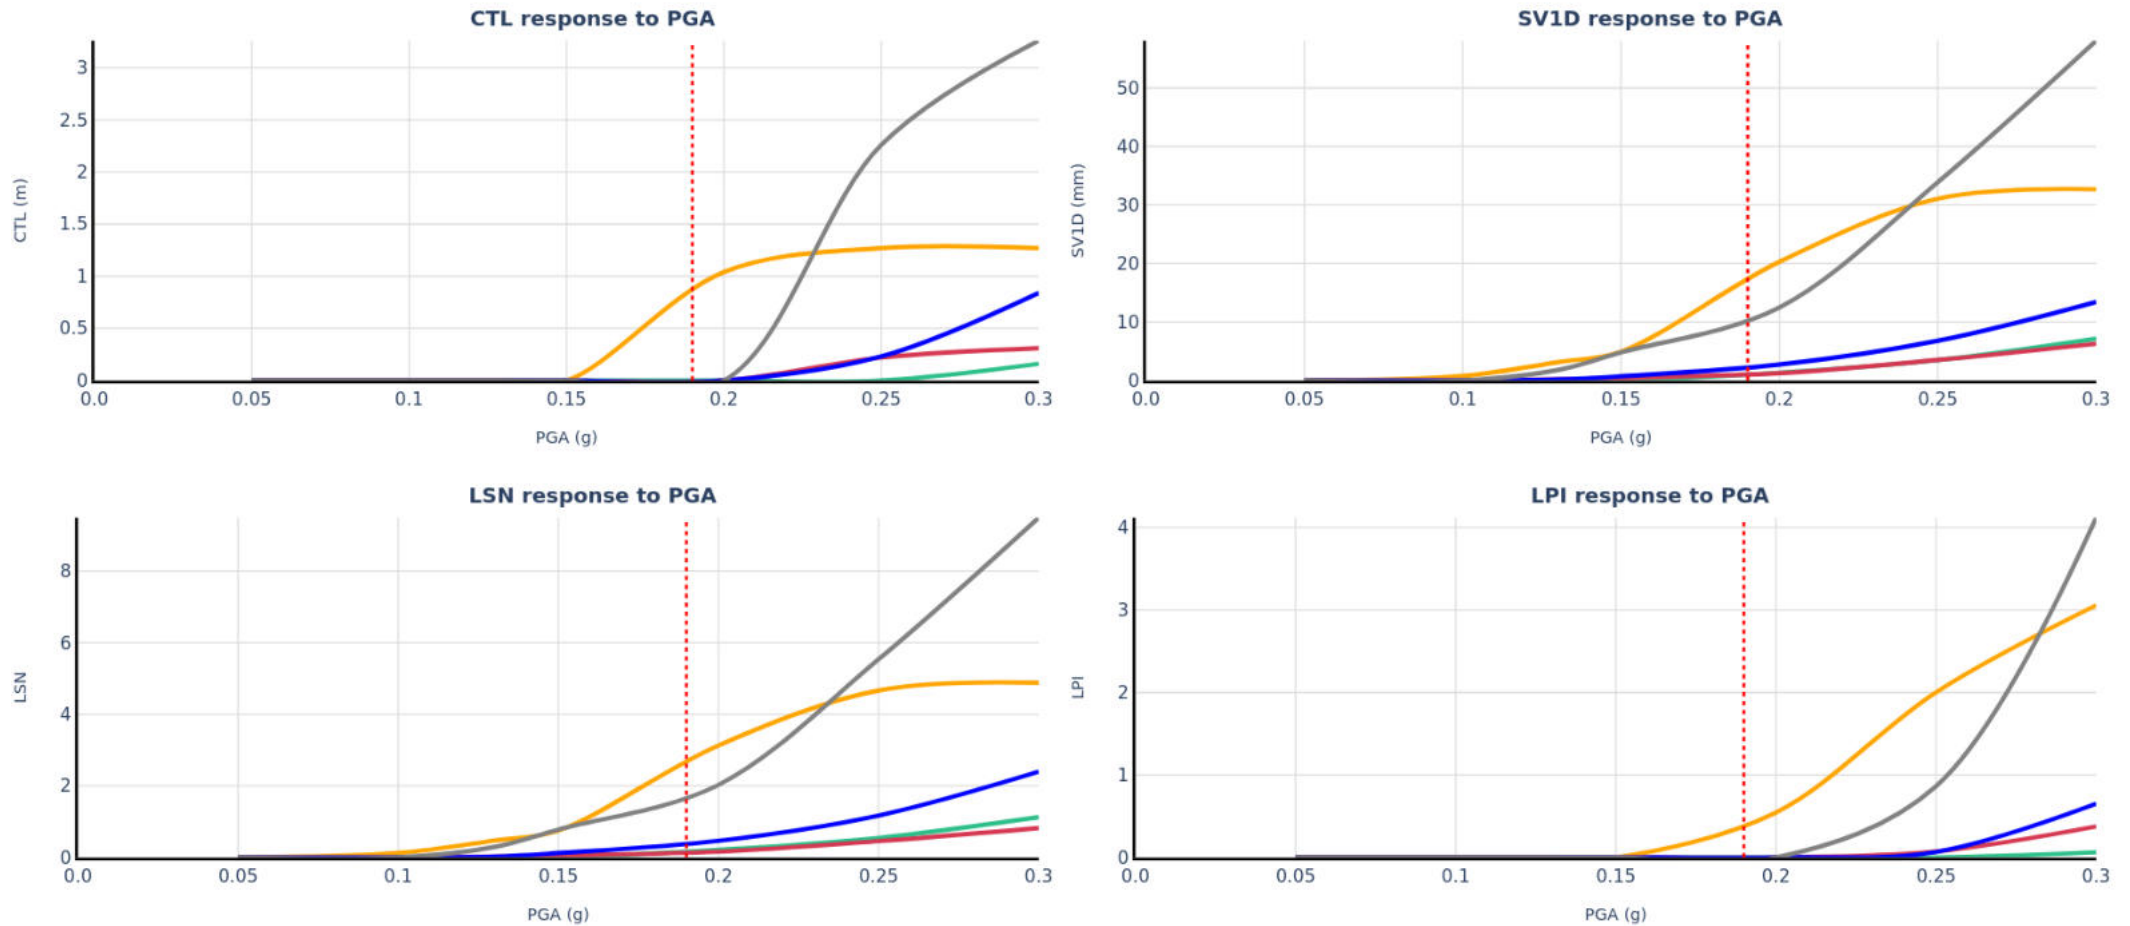 CTL response to PGA
3
2.5
2
1.5
1
0.5
0
0.0 0.05 0.1 0.15 0.2 0.25 0.3
CTL (m)
PGA (g)
SV1D response to PGA
50
40
30
20
10
0
0.0 0.05 0.1 0.15 0.2 0.25 0.3
SV1D (mm)
PGA (g)
LSN response to PGA
8
6
4
2
0
0.0 0.05 0.1 0.15 0.2 0.25 0.3
LSN
PGA (g)
LPI response to PGA
4
3
2
1
0
0.0 0.05 0.1 0.15 0.2 0.25 0.3
LPI
PGA (g)